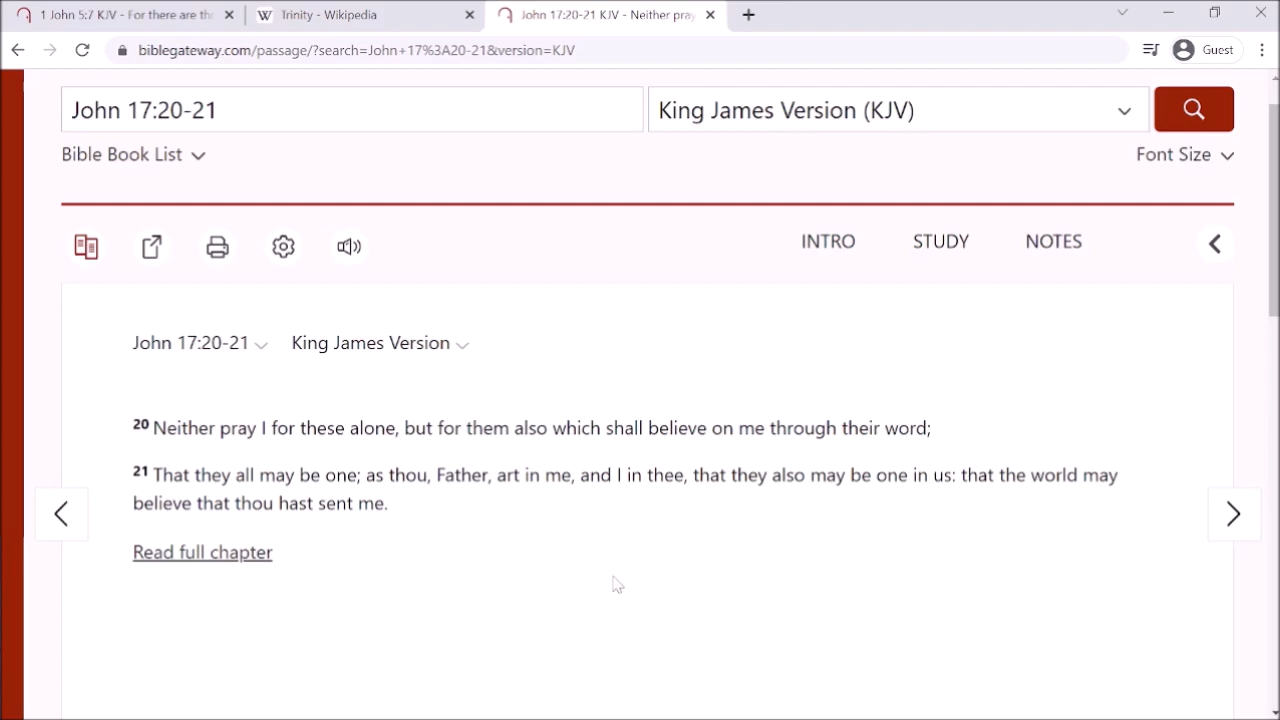 1 John 5:7 KJV - For there are th
Trinity - Wikipedia
John 17:20-21 KJV - Neither pray
biblegateway.com/passage/?search=John+17%3A20-21&version=KJV
Guest
John 17:20-21
King James Version (KJV)
Bible Book List
Font Size
INTRO STUDY NOTES
John 17:20-21 King James Version
20 Neither pray I for these alone, but for them also which shall believe on me through their word;
21 That they all may be one; as thou, Father, art in me, and I in thee, that they also may be one in us: that the world may
believe that thou hast sent me.
Read full chapter